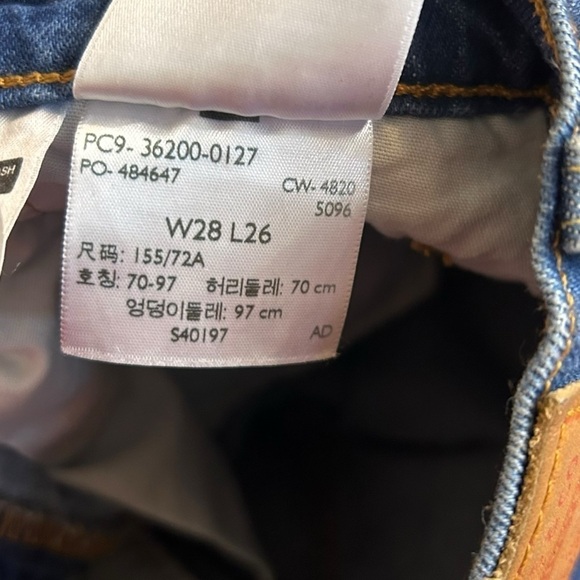 PC9- 36200-0127
PO- 484647
CW- 4820
5096
W28 L26
尺码: 155/72A
호칭: 70-97 허리둘레: 70 cm
엉덩이둘레: 97 cm
S40197 AD